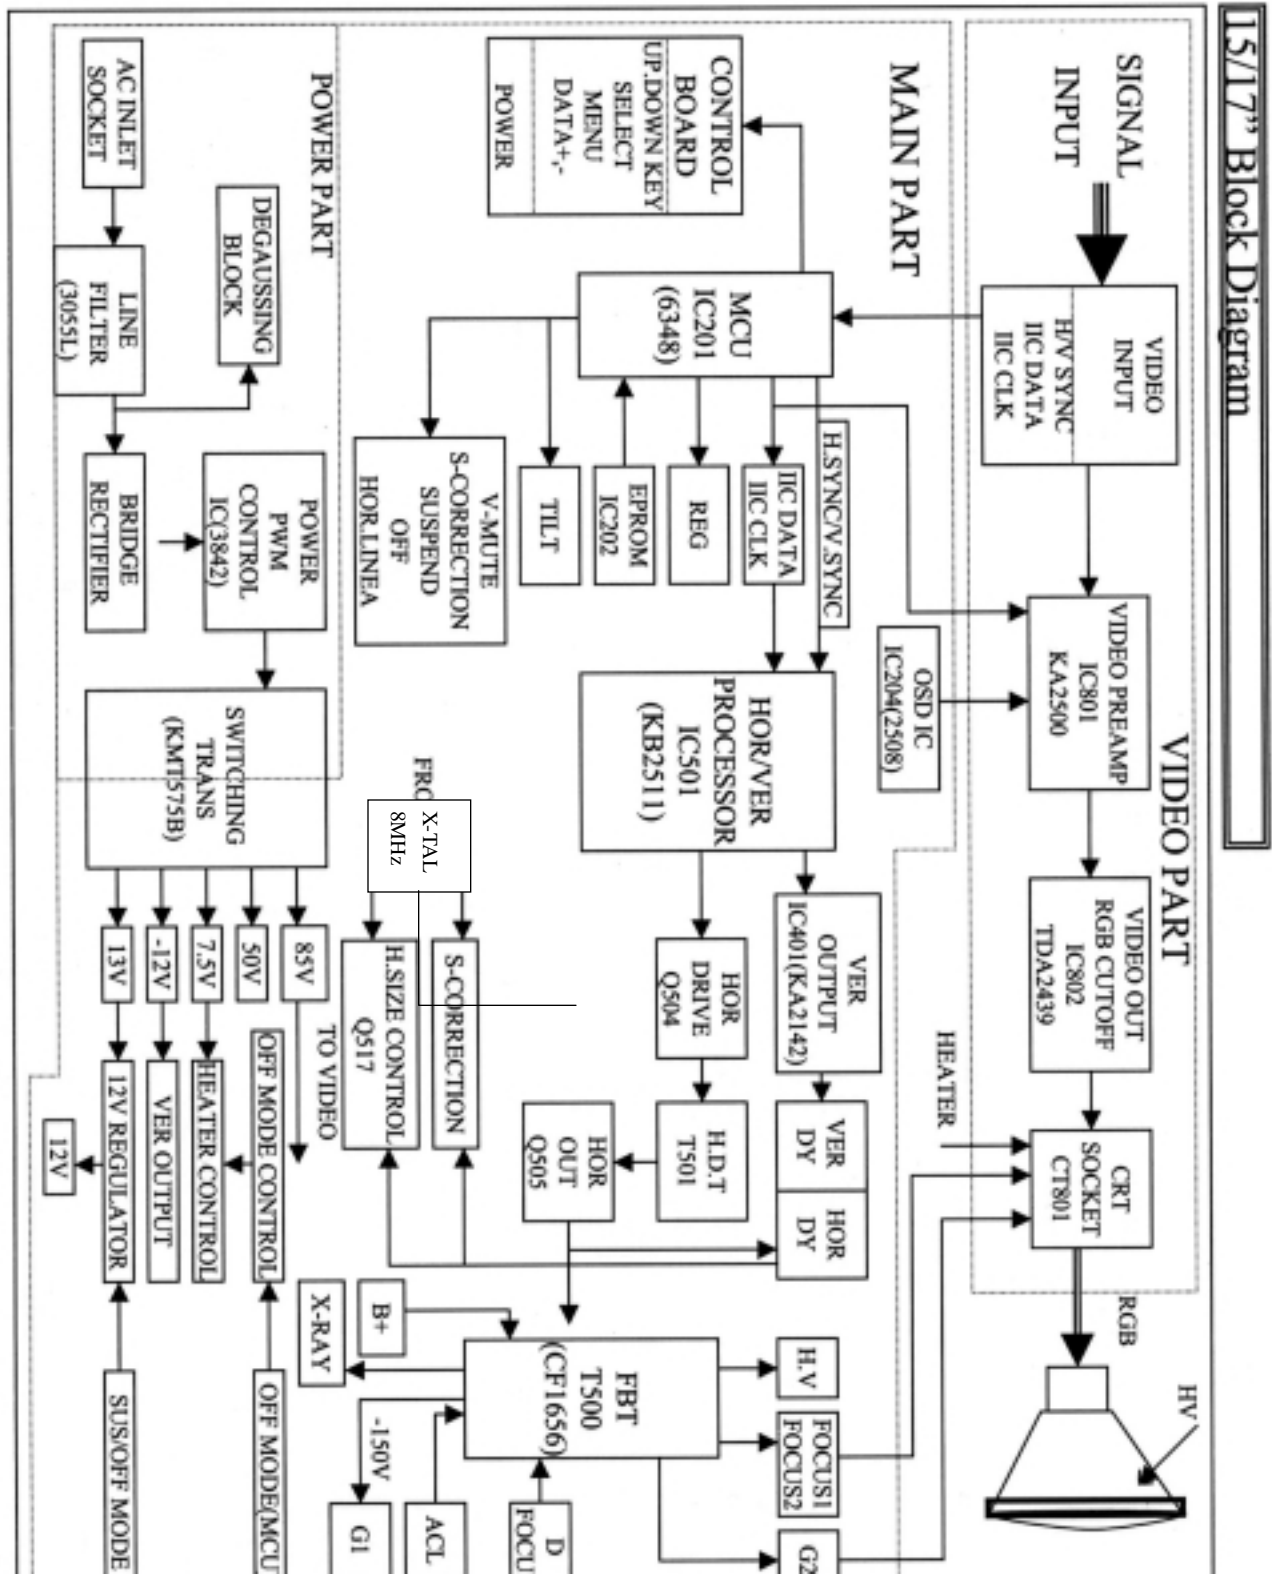 15/17” Block Diagram
SIGNAL
INPUT
VIDEO
INPUT
H/V SYNC
IIC DATA
IIC CLK
VIDEO PREAMP
IC801
KA2500
VIDEO PART
VIDEO OUT
RGB CUTOFF
IC802
TDA2439
CRT
SOCKET
CT801
HEATER
RGB
HV
MAIN PART
CONTROL
BOARD
UP.DOWN KEY
SELECT
MENU
DATA+,-
POWER
MCU
IC201
(6348)
H.SYNC/V.SYNC
IIC DATA
IIC CLK
REG
EPROM
IC202
TILT
V-MUTE
S-CORRECTION
SUSPEND
OFF
HOR.LINEA
OSD IC
IC204(2508)
HOR/VER
PROCESSOR
IC501
(KB2511)
VER
OUTPUT
IC401(KA2142)
HOR
DRIVE
Q504
VER
DY
HOR
DY
H.D.T
T501
HOR
OUT
Q505
FRO
X-TAL
8MHz
S-CORRECTION
H.SIZE CONTROL
Q517
H.V
FOCUS1
FOCUS2
G2
FBT
T500
(CF1656)
B+
X-RAY
-150V
G1
ACL
D
FOCU
POWER PART
AC INLET
SOCKET
DEGAUSSING
BLOCK
LINE
FILTER
(3055L)
BRIDGE
RECTIFIER
POWER
PWM
CONTROL
IC(3842)
SWITCHING
TRANS
(KMT575B)
85V
50V
7.5V
-12V
13V
TO VIDEO
OFF MODE CONTROL
HEATER CONTROL
VER OUTPUT
12V REGULATOR
12V
OFF MODE(MCU
SUS/OFF MODE